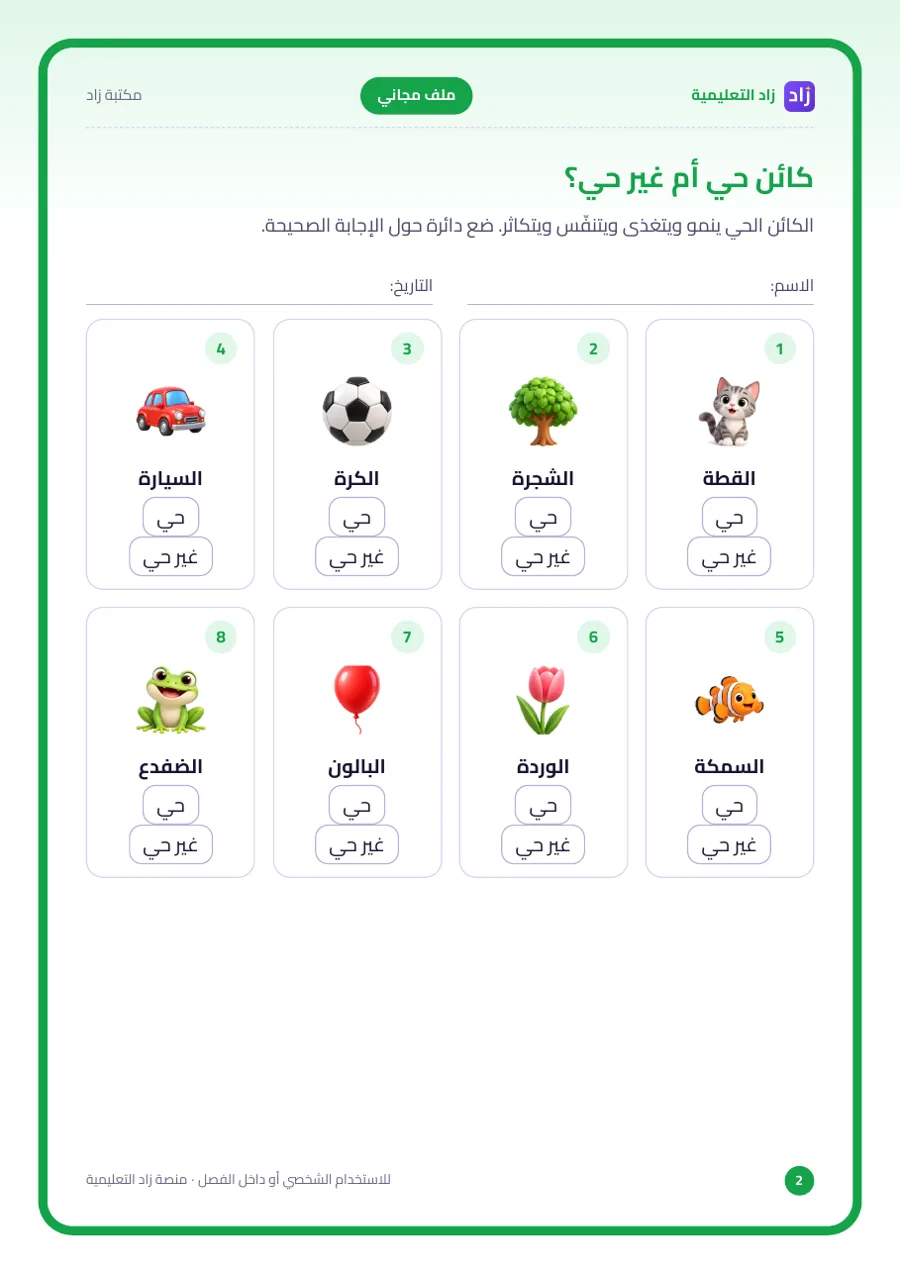 زاد
زاد التعليمية
ملف مجاني
مكتبة زاد
كائن حي أم غير حي؟
الكائن الحي ينمو ويتغذى ويتنفّس ويتكاثر. ضع دائرة حول الإجابة الصحيحة.
الاسم:
التاريخ:
1
القطة
حي
غير حي
2
الشجرة
حي
غير حي
3
الكرة
حي
غير حي
4
السيارة
حي
غير حي
5
السمكة
حي
غير حي
6
الوردة
حي
غير حي
7
البالون
حي
غير حي
8
الضفدع
حي
غير حي
2
للاستخدام الشخصي أو داخل الفصل · منصة زاد التعليمية